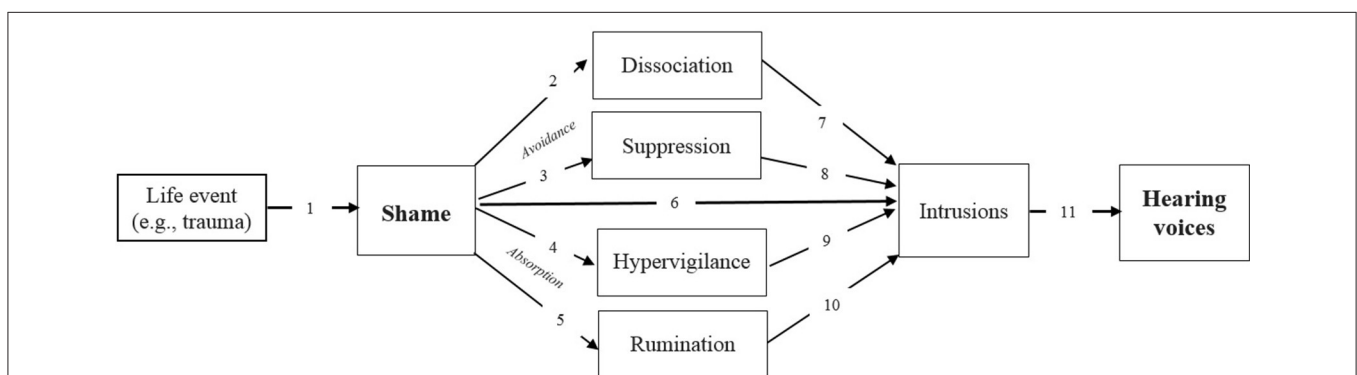 Dissociation
2
7
Avoidance
Suppression
3
8
Life event
(e.g., trauma)
1
Shame
6
Intrusions
11
Hearing
voices
4
Absorption
Hypervigilance
9
5
Rumination
10